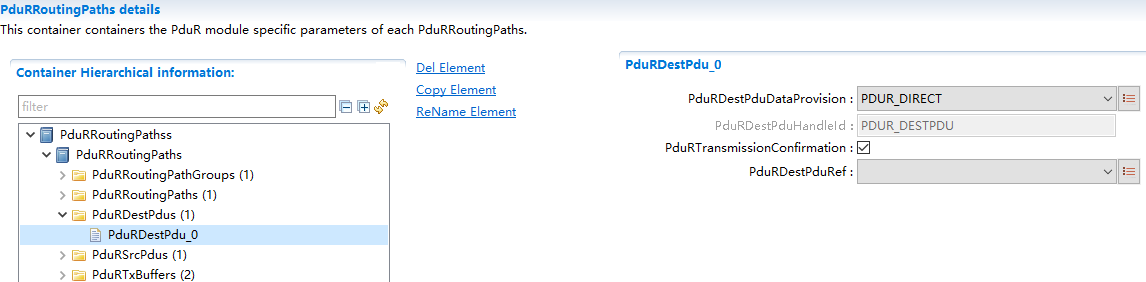 PduRRoutingPaths details
This container containers the PduR module specific parameters of each PduRRoutingPaths.
Container Hierarchical information:
filter
PduRRoutingPathss
PduRRoutingPaths
PduRRoutingPathGroups (1)
PduRRoutingPaths (1)
PduRDestPdus (1)
PduRDestPdu_0
PduRSrcPdus (1)
PduRTxBuffers (2)
Del Element
Copy Element
ReName Element
PduRDestPdu_0
PduRDestPduDataProvision : PDUR_DIRECT
PduRDestPduHandleId : PDUR_DESTPDU
PduRTransmissionConfirmation :
PduRDestPduRef :